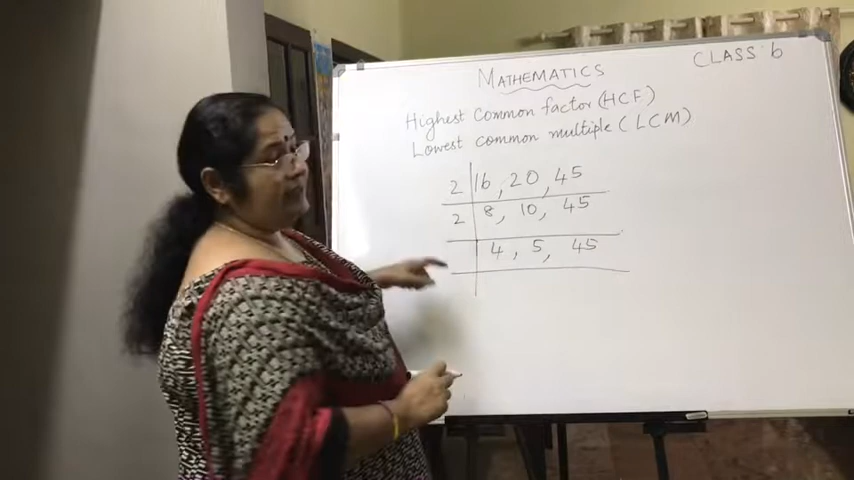 MATHEMATICS
CLASS 6
Highest Common factor (HCF)
Lowest Common multiple (LCM)
2 16, 20, 45
2 8, 10, 45
4, 5, 45